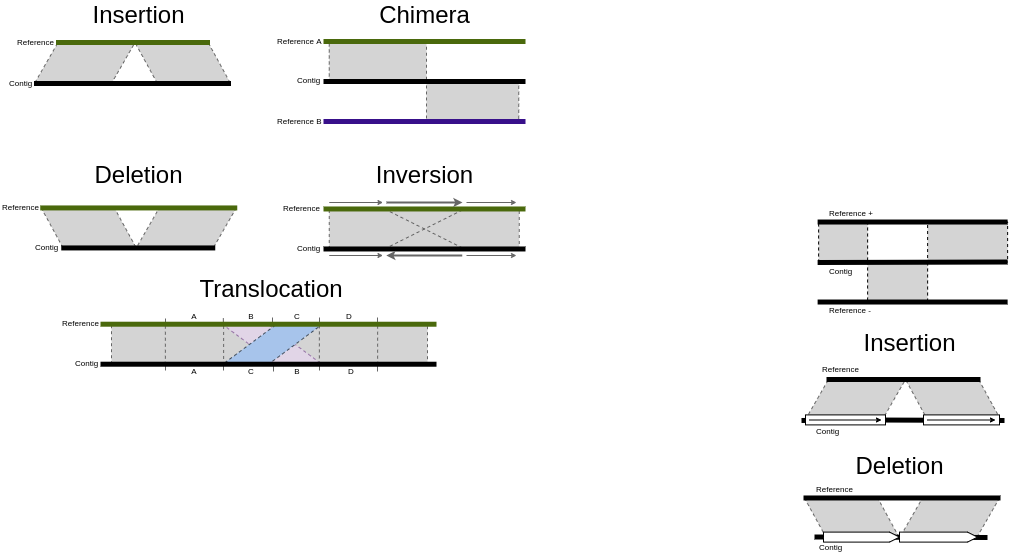 Insertion
Reference
Contig
Chimera
Reference A
Contig
Reference B
Deletion
Reference
Contig
Inversion
Reference
Contig
Translocation
A B C D
Reference
Contig
A C B D
Reference +
Contig
Reference -
Insertion
Reference
Contig
Deletion
Reference
Contig